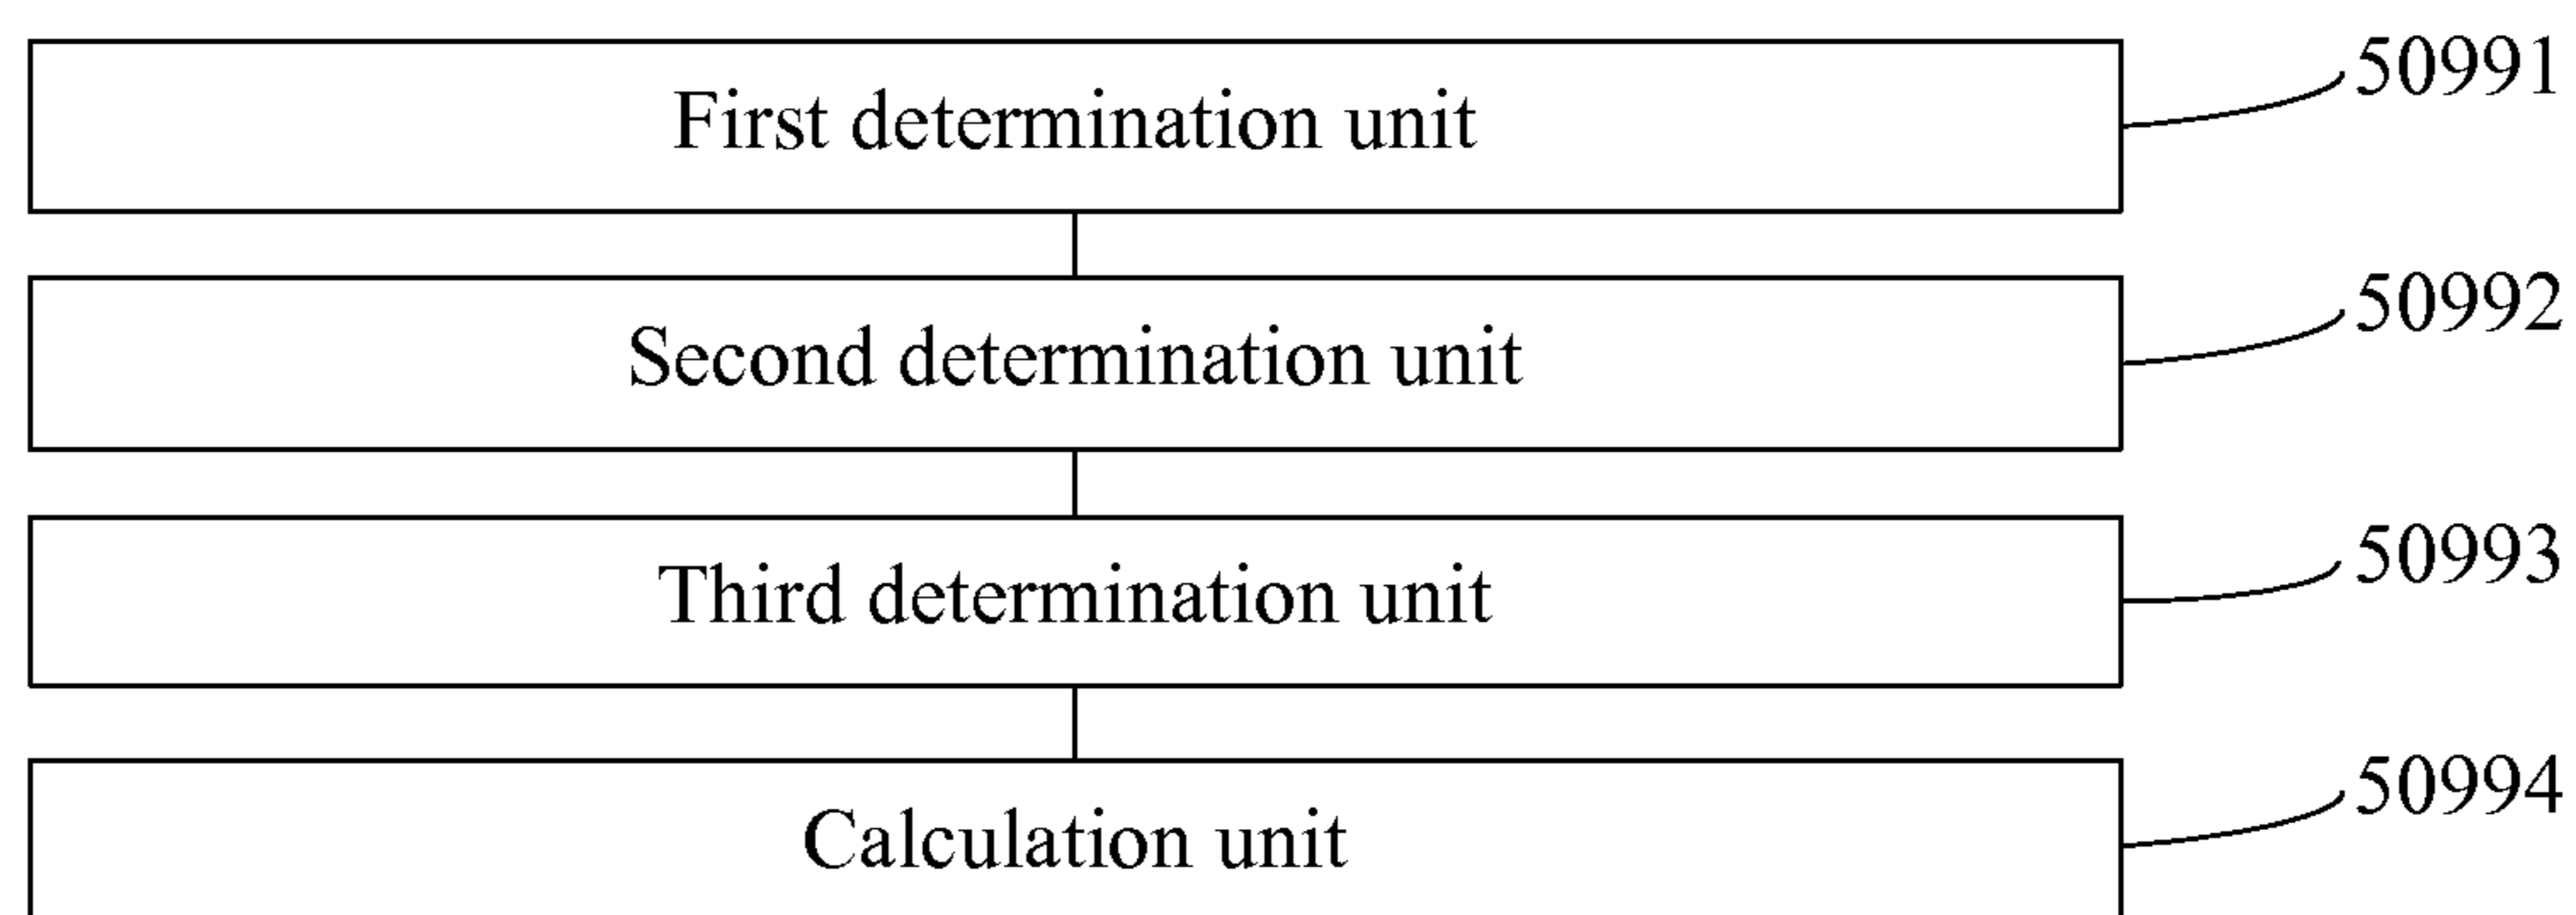 First determination unit 50991
Second determination unit 50992
Third determination unit 50993
Calculation unit 50994